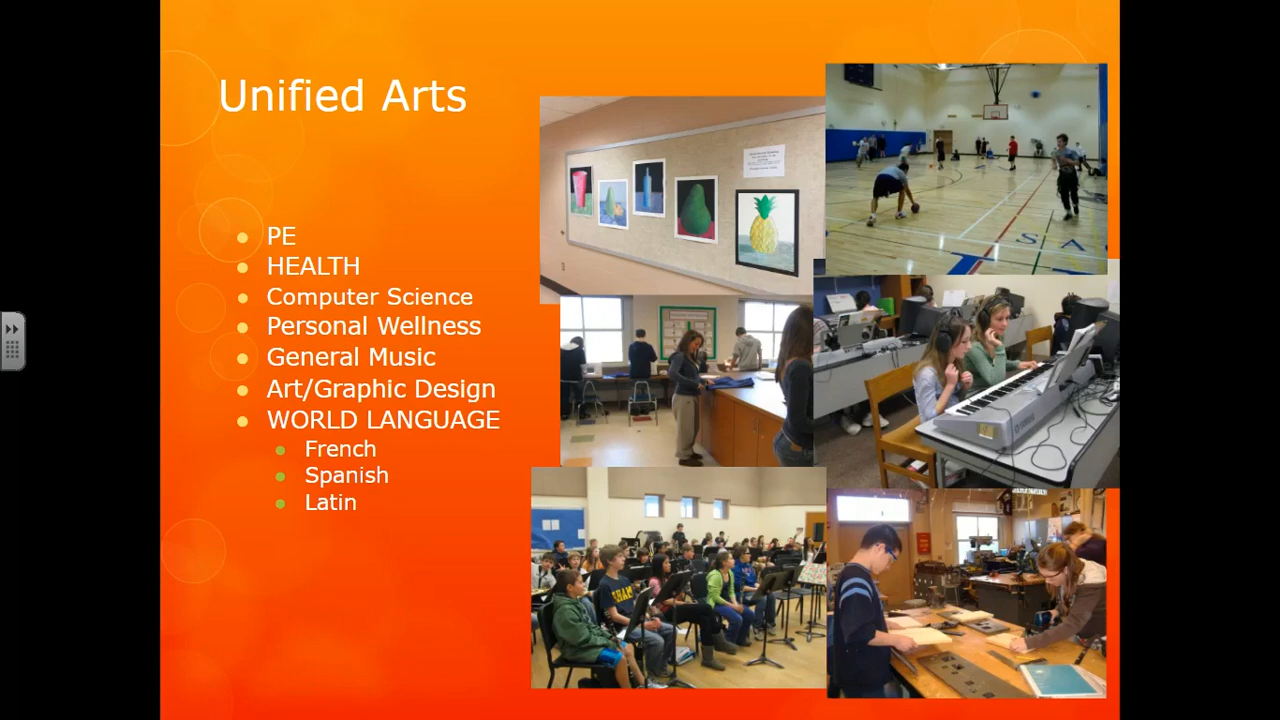 Unified Arts
PE
HEALTH
Computer Science
Personal Wellness
General Music
Art/Graphic Design
WORLD LANGUAGE
French
Spanish
Latin